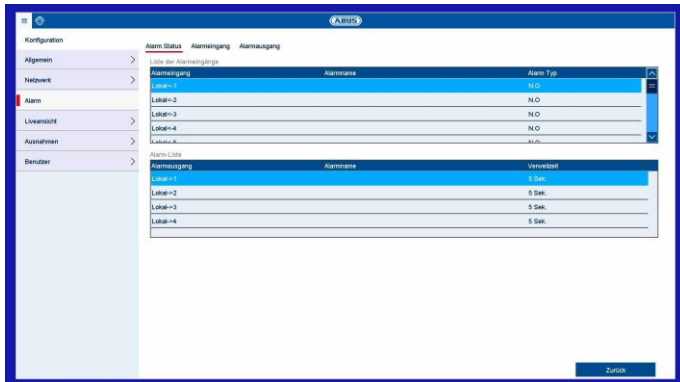 ABUS
Konfiguration
Allgemein
Netzwerk
Alarm
Liveansicht
Ausnahmen
Benutzer
Alarm Status Alarmeingang Alarmausgang
Liste der Alarmeingänge
Alarmeingang Alarmname Alarm Typ
Lokal<-1 N.O
Lokal<-2 N.O
Lokal<-3 N.O
Lokal<-4 N.O
Lokal<-5 N.O
Alarm-Liste
Alarmausgang Alarmname Verweilzeit
Lokal->1 5 Sek.
Lokal->2 5 Sek.
Lokal->3 5 Sek.
Lokal->4 5 Sek.
Zurück